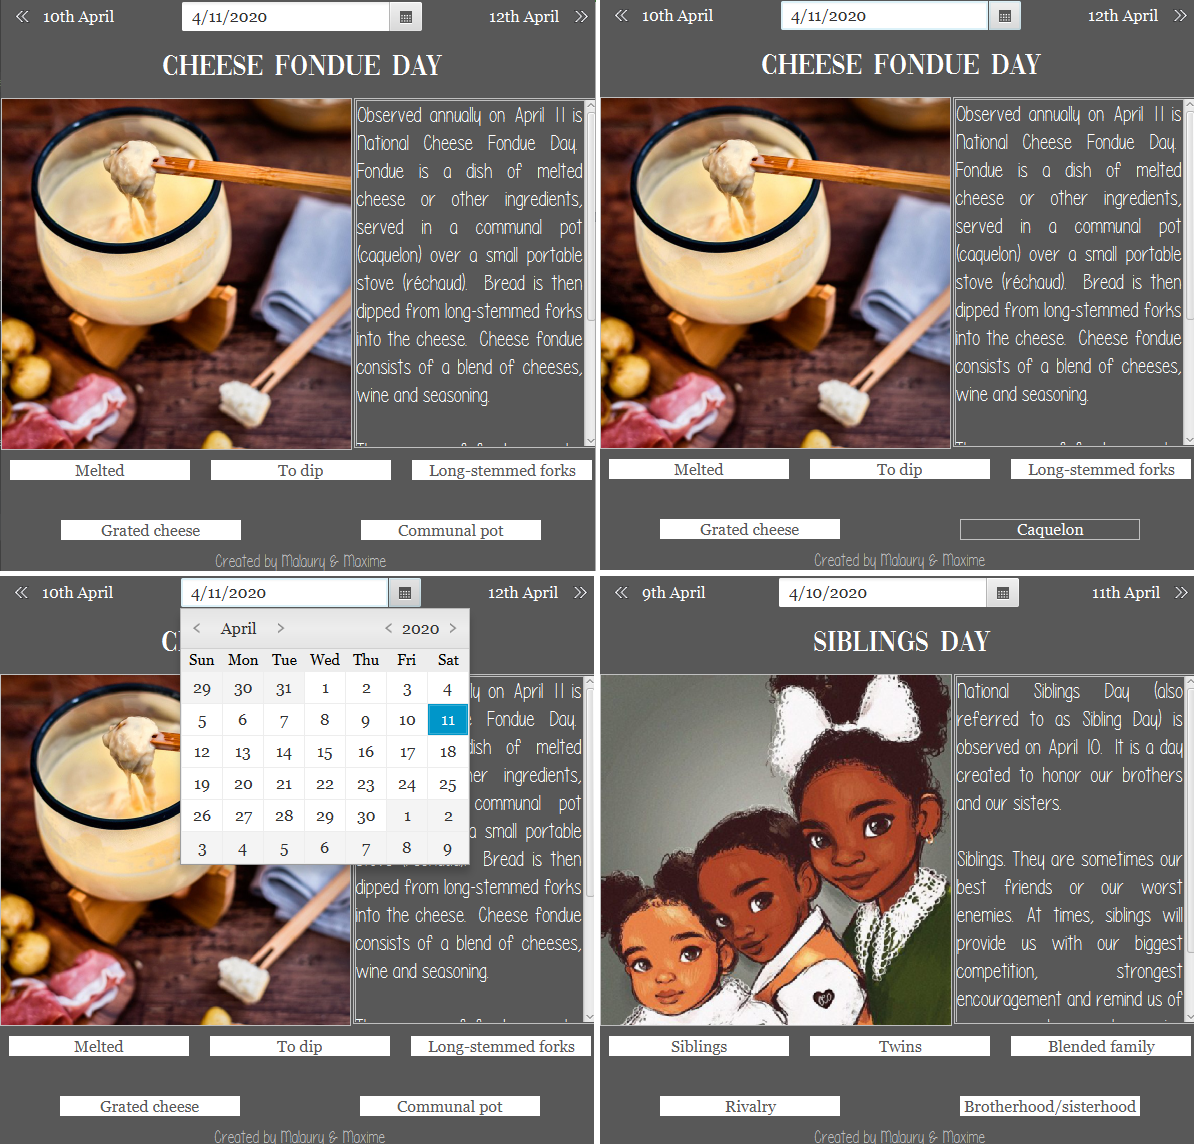 10th April
4/11/2020
12th April
CHEESE FONDUE DAY
Observed annually on April 11 is
National Cheese Fondue Day.
Fondue is a dish of melted
cheese or other ingredients,
served in a communal pot
(caquelon) over a small portable
stove (réchaud). Bread is then
dipped from long-stemmed forks
into the cheese. Cheese fondue
consists of a blend of cheeses,
wine and seasoning.
Melted
To dip
Long-stemmed forks
Grated cheese
Communal pot
Created by Malaury & Maxime
10th April
4/11/2020
12th April
CHEESE FONDUE DAY
Observed annually on April 11 is
National Cheese Fondue Day.
Fondue is a dish of melted
cheese or other ingredients,
served in a communal pot
(caquelon) over a small portable
stove (réchaud). Bread is then
dipped from long-stemmed forks
into the cheese. Cheese fondue
consists of a blend of cheeses,
wine and seasoning.
Melted
To dip
Long-stemmed forks
Grated cheese
Caquelon
Created by Malaury & Maxime
10th April
4/11/2020
12th April
April 2020
Sun Mon Tue Wed Thu Fri Sat
29 30 31 1 2 3 4
5 6 7 8 9 10 11
12 13 14 15 16 17 18
19 20 21 22 23 24 25
26 27 28 29 30 1 2
3 4 5 6 7 8 9
on April 11 is
Fondue Day.
of melted
ingredients,
communal pot
a small portable
Bread is then
dipped from long-stemmed forks
into the cheese. Cheese fondue
consists of a blend of cheeses,
wine and seasoning.
Melted
To dip
Long-stemmed forks
Grated cheese
Communal pot
Created by Malaury & Maxime
9th April
4/10/2020
11th April
SIBLINGS DAY
National Siblings Day (also
referred to as Sibling Day) is
observed on April 10. It is a day
created to honor our brothers
and our sisters.
Siblings. They are sometimes our
best friends or our worst
enemies. At times, siblings will
provide us with our biggest
competition, strongest
encouragement and remind us of
Siblings
Twins
Blended family
Rivalry
Brotherhood/sisterhood
Created by Malaury & Maxime